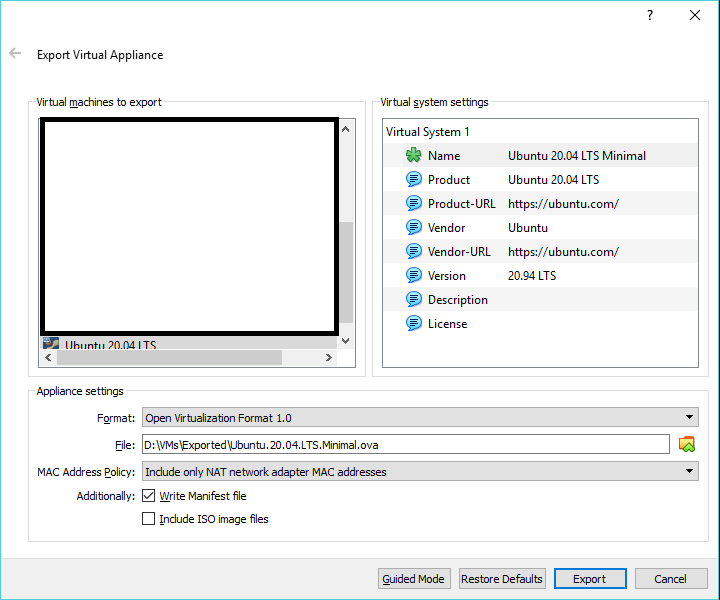 ?
Export Virtual Appliance
Virtual machines to export
Ubuntu 20.04 LTS
Virtual system settings
Virtual System 1
Name Ubuntu 20.04 LTS Minimal
Product Ubuntu 20.04 LTS
Product-URL https://ubuntu.com/
Vendor Ubuntu
Vendor-URL https://ubuntu.com/
Version 20.94 LTS
Description
License
Appliance settings
Format: Open Virtualization Format 1.0
File: D:\VMs\Exported\Ubuntu.20.04.LTS.Minimal.ova
MAC Address Policy: Include only NAT network adapter MAC addresses
Additionally: Write Manifest file
Include ISO image files
Guided Mode Restore Defaults Export Cancel